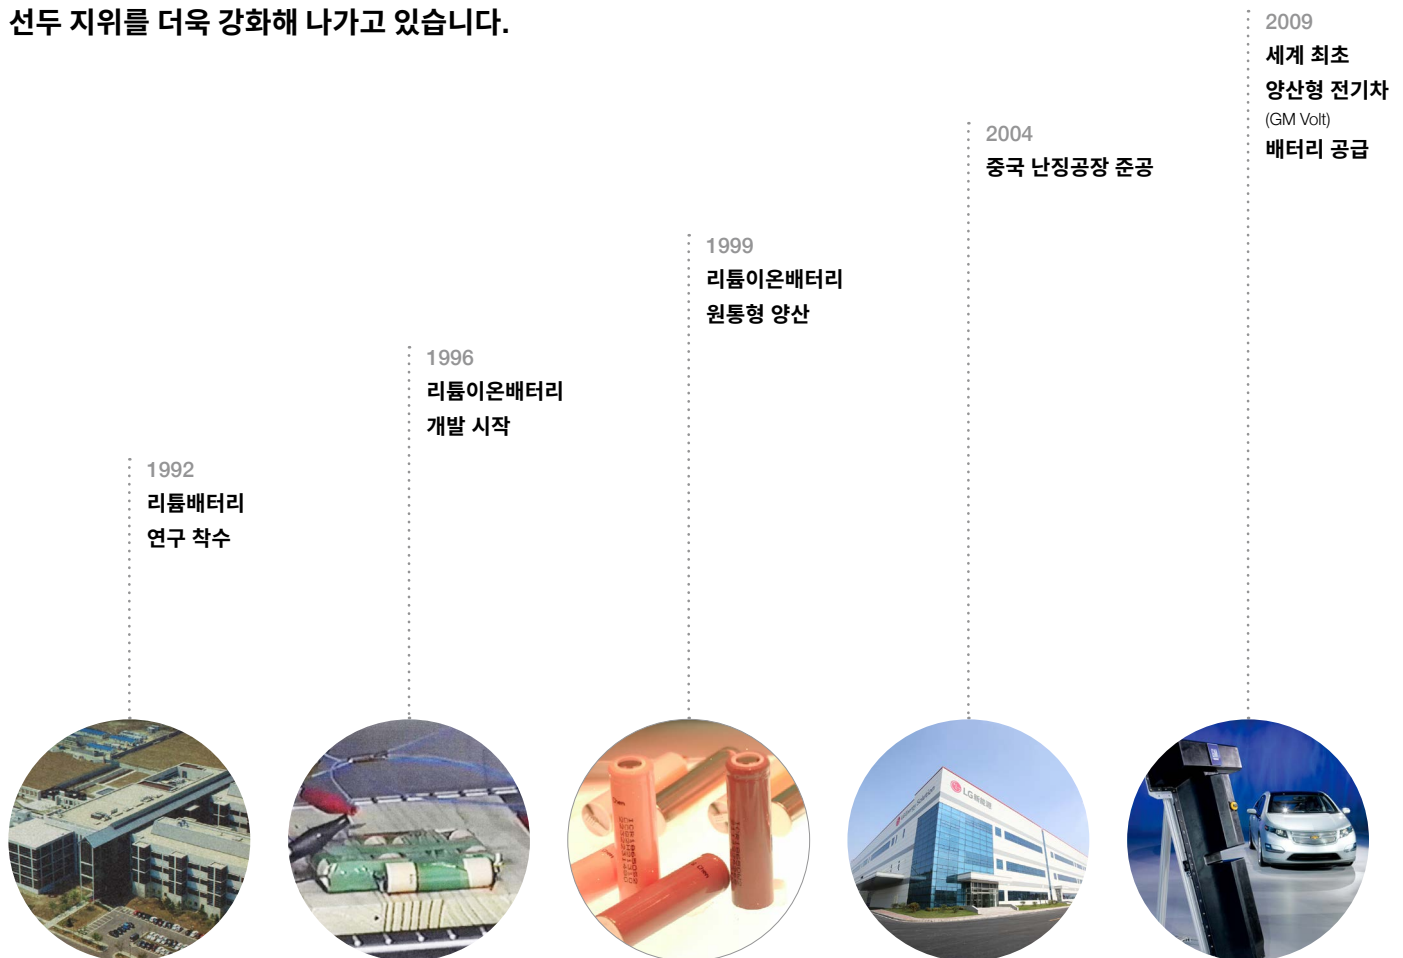 선두 지위를 더욱 강화해 나가고 있습니다.
2009
세계 최초
양산형 전기차
(GM Volt)
배터리 공급
2004
중국 난징공장 준공
1999
리튬이온배터리
원통형 양산
1996
리튬이온배터리
개발 시작
1992
리튬배터리
연구 착수